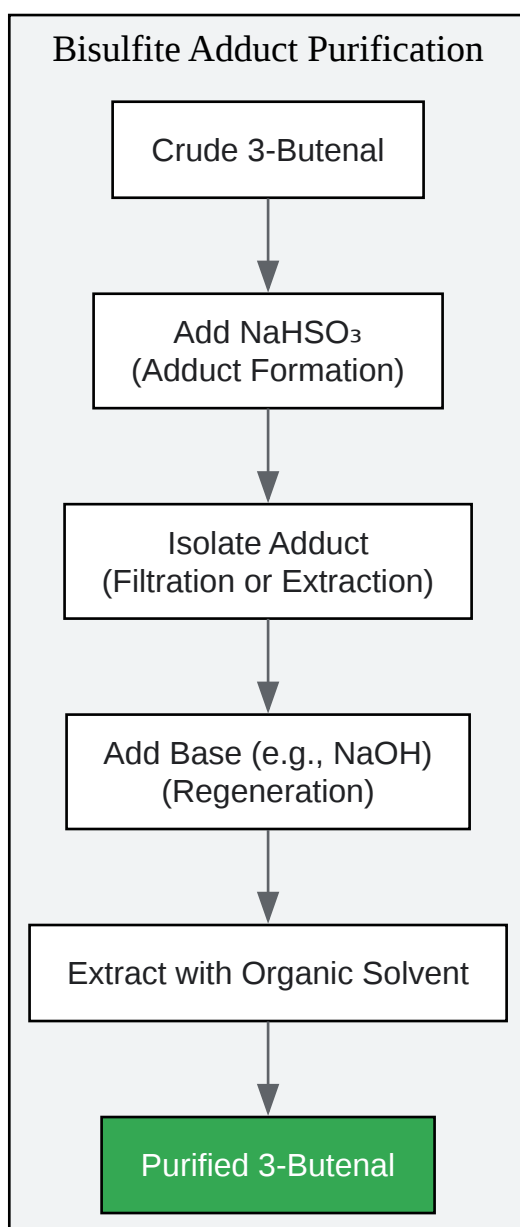 Bisulfite Adduct Purification
Crude 3-Butenal
Add NaHSO₃
(Adduct Formation)
Isolate Adduct
(Filtration or Extraction)
Add Base (e.g., NaOH)
(Regeneration)
Extract with Organic Solvent
Purified 3-Butenal